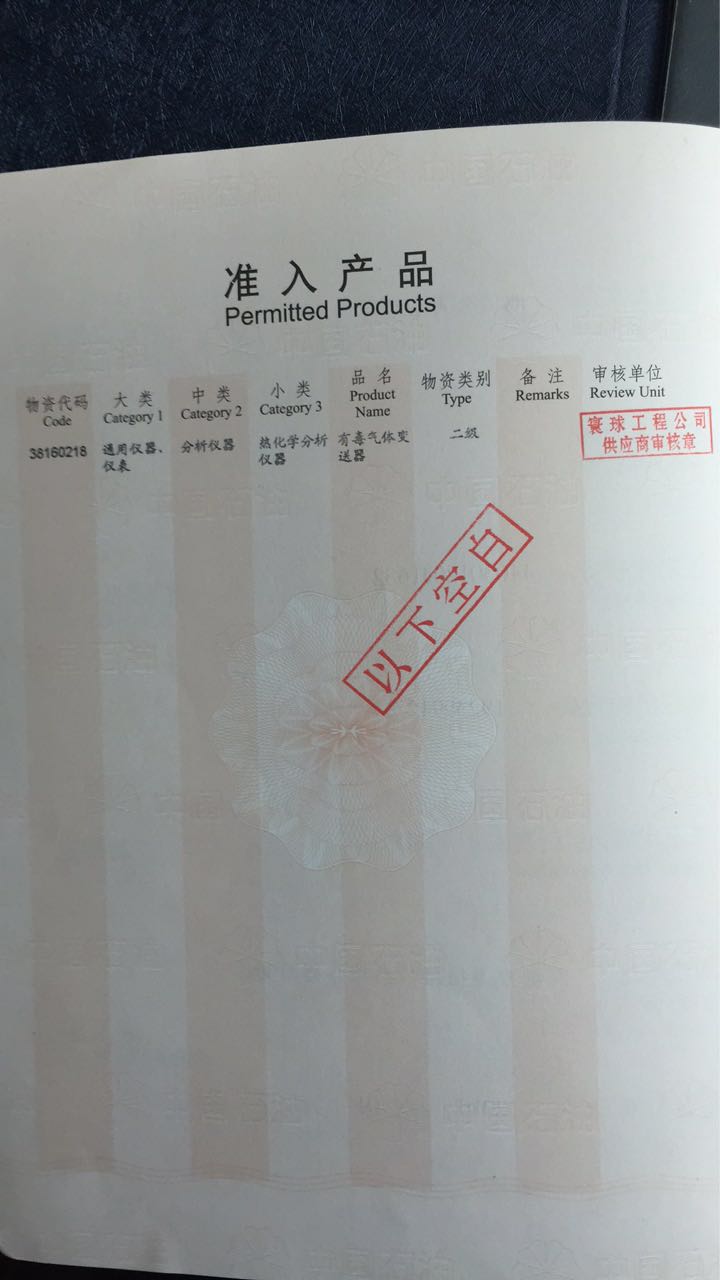 准入产品
Permitted Products
物资代码 大类 中类 小类 品名 物资类别 备注 审核单位
Code Category 1 Category 2 Category 3 Product Name Type Remarks Review Unit
38160218 通用仪器、 分析仪器 热化学分析 有毒气体变 二级 寰球工程公司
仪表 仪器 送器 供应商审核章
以下空白